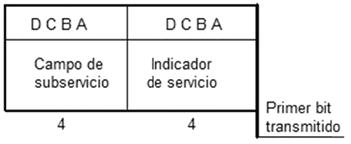 D C B A
D C B A
Campo de
subservicio
Indicador
de servicio
4
4
Primer bit
transmitido